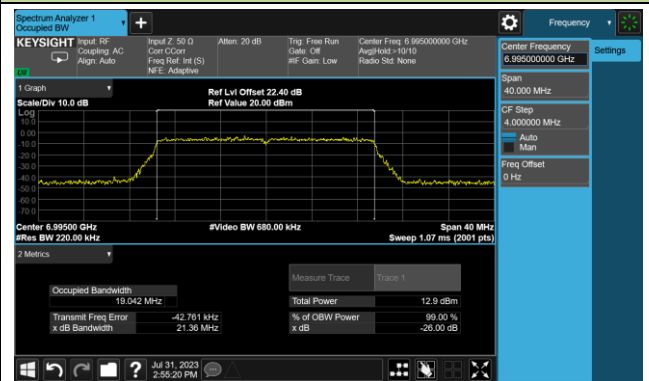 Spectrum Analyzer 1
Occupied BW
Frequency
KEYSIGHT
Input: RF
Coupling: AC
Align: Auto
Input Z: 50 Ω
Corr CCorr
Freq Ref: Int (S)
NFE: Adaptive
Atten: 20 dB
Trig: Free Run
Gate: Off
#IF Gain: Low
Center Freq: 6.995000000 GHz
Avg|Hold:>10/10
Radio Std: None
Center Frequency
6.995000000 GHz
Settings
Span
40.000 MHz
CF Step
4.000000 MHz
Auto
Man
Freq Offset
0 Hz
1 Graph
Scale/Div 10.0 dB
Ref Lvl Offset 22.40 dB
Ref Value 20.00 dBm
Log
10.0
0.00
-10.0
-20.0
-30.0
-40.0
-50.0
-60.0
-70.0
Center 6.99500 GHz
#Video BW 680.00 kHz
Span 40 MHz
#Res BW 220.00 kHz
Sweep 1.07 ms (2001 pts)
2 Metrics
Measure Trace
Trace 1
Occupied Bandwidth
19.042 MHz
Total Power
12.9 dBm
Transmit Freq Error
-42.761 kHz
% of OBW Power
99.00 %
x dB Bandwidth
21.36 MHz
x dB
-26.00 dB
Jul 31, 2023
2:55:20 PM